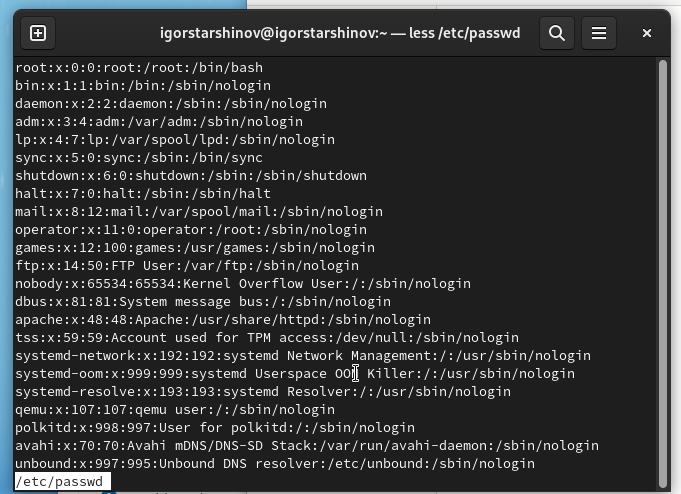 igorstarshinov@igorstarshinov:~ — less /etc/passwd
root:x:0:0:root:/root:/bin/bash
bin:x:1:1:bin:/bin:/sbin/nologin
daemon:x:2:2:daemon:/sbin:/sbin/nologin
adm:x:3:4:adm:/var/adm:/sbin/nologin
lp:x:4:7:lp:/var/spool/lpd:/sbin/nologin
sync:x:5:0:sync:/sbin:/bin/sync
shutdown:x:6:0:shutdown:/sbin:/sbin/shutdown
halt:x:7:0:halt:/sbin:/sbin/halt
mail:x:8:12:mail:/var/spool/mail:/sbin/nologin
operator:x:11:0:operator:/root:/sbin/nologin
games:x:12:100:games:/usr/games:/sbin/nologin
ftp:x:14:50:FTP User:/var/ftp:/sbin/nologin
nobody:x:65534:65534:Kernel Overflow User:/:/sbin/nologin
dbus:x:81:81:System message bus:/:/sbin/nologin
apache:x:48:48:Apache:/usr/share/httpd:/sbin/nologin
tss:x:59:59:Account used for TPM access:/dev/null:/sbin/nologin
systemd-network:x:192:192:systemd Network Management:/:/usr/sbin/nologin
systemd-oom:x:999:999:systemd Userspace OOM Killer:/:/usr/sbin/nologin
systemd-resolve:x:193:193:systemd Resolver:/:/usr/sbin/nologin
qemu:x:107:107:qemu user:/:/sbin/nologin
polkitd:x:998:997:User for polkitd:/:/sbin/nologin
avahi:x:70:70:Avahi mDNS/DNS-SD Stack:/var/run/avahi-daemon:/sbin/nologin
unbound:x:997:995:Unbound DNS resolver:/etc/unbound:/sbin/nologin
/etc/passwd